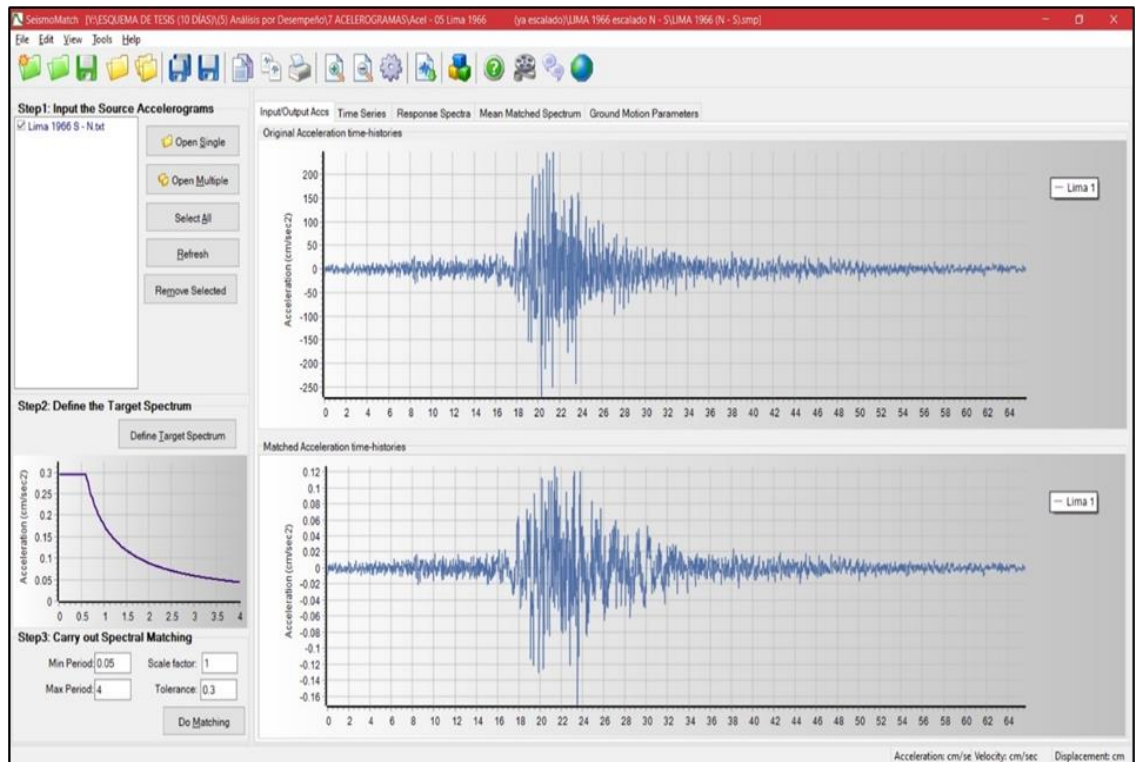 SeismoMatch [Y:\ESQUEMA DE TESIS (10 DÍAS)\(5) Análisis por Desempeño\7 ACELEROGRAMAS\Acel - 05 Lima 1966 (ya escalado)\LIMA 1966 escalado N - S\LIMA 1966 (N - S).smp]
File Edit View Tools Help
Step1: Input the Source Accelerograms
Lima 1966 S - N.txt
Open Single
Open Multiple
Select All
Refresh
Remove Selected
Input/Output Accs Time Series Response Spectra Mean Matched Spectrum Ground Motion Parameters
Original Acceleration time-histories
Acceleration (cm/sec2)
200
150
100
50
0
-50
-100
-150
-200
-250
0 2 4 6 8 10 12 14 16 18 20 22 24 26 28 30 32 34 36 38 40 42 44 46 48 50 52 54 56 58 60 62 64
Lima 1
Step2: Define the Target Spectrum
Define Target Spectrum
Acceleration (cm/sec2)
0.3
0.25
0.2
0.15
0.1
0.05
0
0 0.5 1 1.5 2 2.5 3 3.5 4
Step3: Carry out Spectral Matching
Min Period: 0.05 Scale factor: 1
Max Period: 4 Tolerance: 0.3
Do Matching
Matched Acceleration time-histories
Acceleration (cm/sec2)
0.12
0.1
0.08
0.06
0.04
0.02
0
-0.02
-0.04
-0.06
-0.08
-0.1
-0.12
-0.14
-0.16
0 2 4 6 8 10 12 14 16 18 20 22 24 26 28 30 32 34 36 38 40 42 44 46 48 50 52 54 56 58 60 62 64
Lima 1
Acceleration: cm/se Velocity: cm/sec Displacement: cm